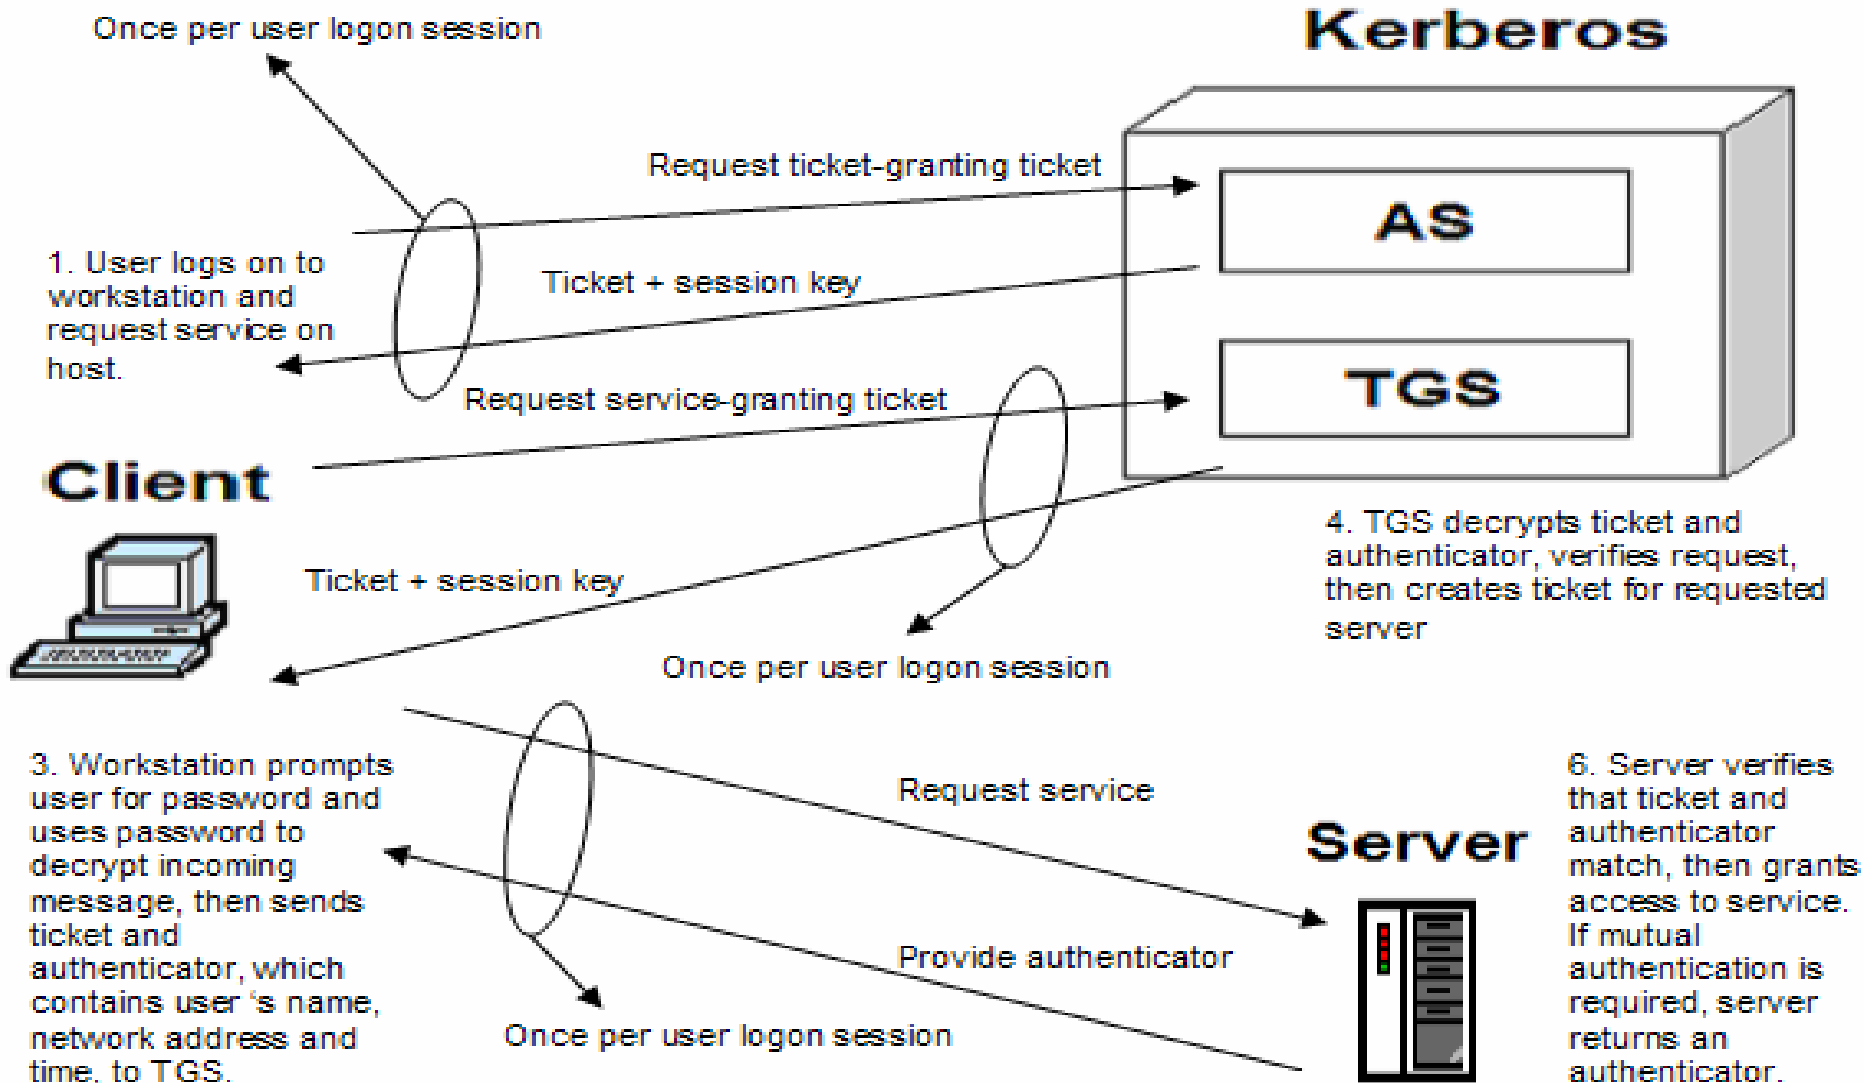 Once per user logon session
Kerberos
Request ticket-granting ticket
AS
1. User logs on to
workstation and
request service on
host.
Ticket + session key
TGS
Request service-granting ticket
Client
4. TGS decrypts ticket and
authenticator, verifies request,
then creates ticket for requested
server
Ticket + session key
Once per user logon session
3. Workstation prompts
user for password and
uses password to
decrypt incoming
message, then sends
ticket and
authenticator, which
contains user 's name,
network address and
time, to TGS.
Request service
Server
Provide authenticator
Once per user logon session
6. Server verifies
that ticket and
authenticator
match, then grants
access to service.
If mutual
authentication is
required, server
returns an
authenticator.